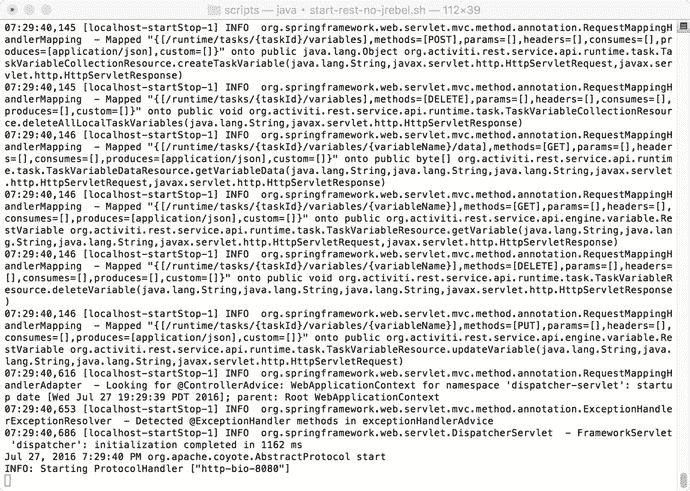 scripts — java • start-rest-no-jrebel.sh — 112×39
07:29:40,145 [localhost-startStop-1] INFO  org.springframework.web.servlet.mvc.method.annotation.RequestMappingH
andlerMapping  - Mapped "{[/runtime/tasks/{taskId}/variables],methods=[POST],params=[],headers=[],consumes=[],pr
oduces=[application/json],custom=[]}" onto public java.lang.Object org.activiti.rest.service.api.runtime.task.Ta
skVariableCollectionResource.createTaskVariable(java.lang.String,javax.servlet.http.HttpServletRequest,javax.ser
vlet.http.HttpServletResponse)
07:29:40,145 [localhost-startStop-1] INFO  org.springframework.web.servlet.mvc.method.annotation.RequestMappingH
andlerMapping  - Mapped "{[/runtime/tasks/{taskId}/variables],methods=[DELETE],params=[],headers=[],consumes=[],
produces=[],custom=[]}" onto public void org.activiti.rest.service.api.runtime.task.TaskVariableCollectionResour
ce.deleteAllLocalTaskVariables(java.lang.String,javax.servlet.http.HttpServletResponse)
07:29:40,146 [localhost-startStop-1] INFO  org.springframework.web.servlet.mvc.method.annotation.RequestMappingH
andlerMapping  - Mapped "{[/runtime/tasks/{taskId}/variables/{variableName}/data],methods=[GET],params=[],header
s=[],consumes=[],produces=[application/json],custom=[]}" onto public byte[] org.activiti.rest.service.api.runtim
e.task.TaskVariableDataResource.getVariableData(java.lang.String,java.lang.String,java.lang.String,javax.servlet
.http.HttpServletRequest,javax.servlet.http.HttpServletResponse)
07:29:40,146 [localhost-startStop-1] INFO  org.springframework.web.servlet.mvc.method.annotation.RequestMappingH
andlerMapping  - Mapped "{[/runtime/tasks/{taskId}/variables/{variableName}],methods=[GET],params=[],headers=[],
consumes=[],produces=[application/json],custom=[]}" onto public org.activiti.rest.service.api.engine.variable.Re
stVariable org.activiti.rest.service.api.runtime.task.TaskVariableResource.getVariable(java.lang.String,java.lan
g.String,java.lang.String,javax.servlet.http.HttpServletRequest,javax.servlet.http.HttpServletResponse)
07:29:40,146 [localhost-startStop-1] INFO  org.springframework.web.servlet.mvc.method.annotation.RequestMappingH
andlerMapping  - Mapped "{[/runtime/tasks/{taskId}/variables/{variableName}],methods=[DELETE],params=[],headers=
[],consumes=[],produces=[],custom=[]}" onto public void org.activiti.rest.service.api.runtime.task.TaskVariableR
esource.deleteVariable(java.lang.String,java.lang.String,java.lang.String,javax.servlet.http.HttpServletResponse
)
07:29:40,146 [localhost-startStop-1] INFO  org.springframework.web.servlet.mvc.method.annotation.RequestMappingH
andlerMapping  - Mapped "{[/runtime/tasks/{taskId}/variables/{variableName}],methods=[PUT],params=[],headers=[],
consumes=[],produces=[application/json],custom=[]}" onto public org.activiti.rest.service.api.engine.variable.Re
stVariable org.activiti.rest.service.api.runtime.task.TaskVariableResource.updateVariable(java.lang.String,java.
lang.String,java.lang.String,javax.servlet.http.HttpServletRequest)
07:29:40,616 [localhost-startStop-1] INFO  org.springframework.web.servlet.mvc.method.annotation.RequestMappingH
andlerAdapter  - Looking for @ControllerAdvice: WebApplicationContext for namespace 'dispatcher-servlet': startu
p date [Wed Jul 27 19:29:39 PDT 2016]; parent: Root WebApplicationContext
07:29:40,653 [localhost-startStop-1] INFO  org.springframework.web.servlet.mvc.method.annotation.ExceptionHandle
rExceptionResolver  - Detected @ExceptionHandler methods in exceptionHandlerAdvice
07:29:40,686 [localhost-startStop-1] INFO  org.springframework.web.servlet.DispatcherServlet  - FrameworkServlet
 'dispatcher': initialization completed in 1162 ms
Jul 27, 2016 7:29:40 PM org.apache.coyote.AbstractProtocol start
INFO: Starting ProtocolHandler ["http-bio-8080"]